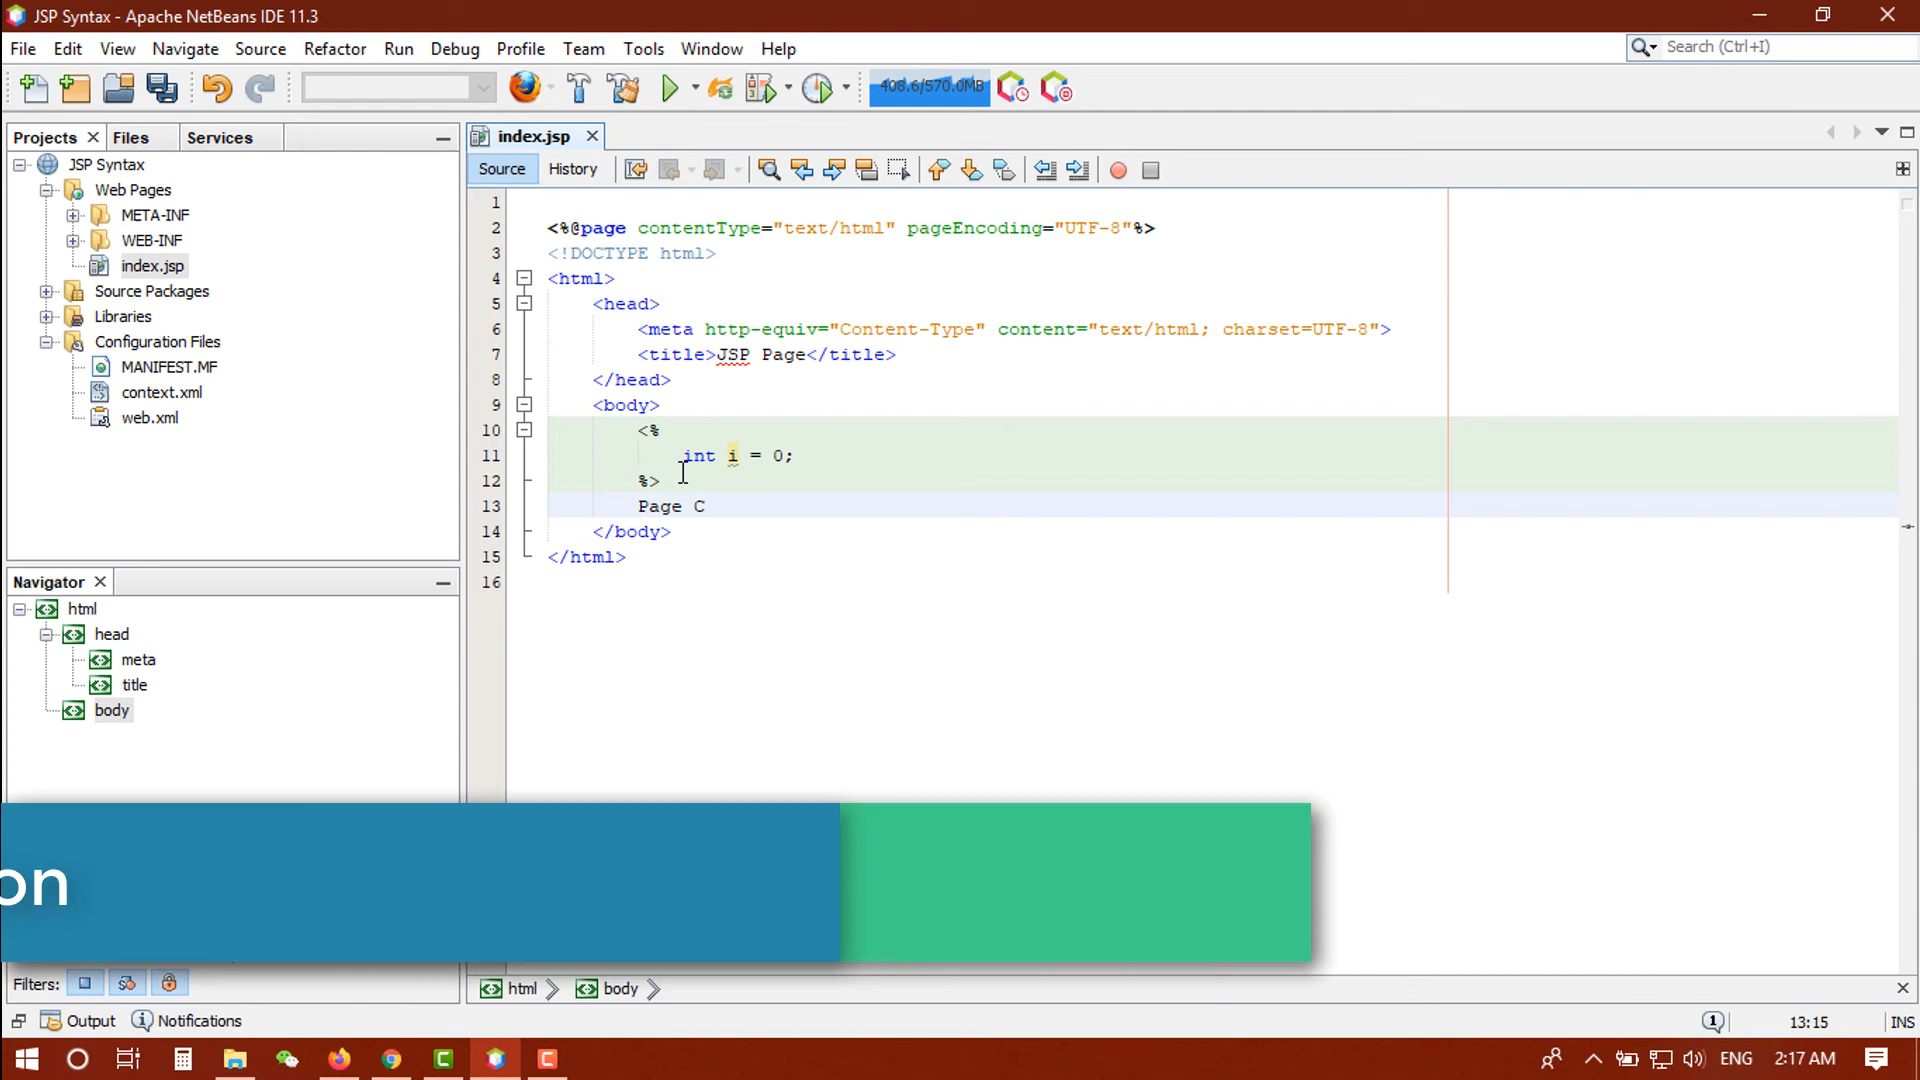 JSP Syntax - Apache NetBeans IDE 11.3
File Edit View Navigate Source Refactor Run Debug Profile Team Tools Window Help
Search (Ctrl+I)
408.6/570.0MB
Projects Files Services
index.jsp
Source History
JSP Syntax
Web Pages
META-INF
WEB-INF
index.jsp
Source Packages
Libraries
Configuration Files
MANIFEST.MF
context.xml
web.xml
1
2 <%@page contentType="text/html" pageEncoding="UTF-8"%>
3 <!DOCTYPE html>
4 <html>
5 <head>
6 <meta http-equiv="Content-Type" content="text/html; charset=UTF-8">
7 <title>JSP Page</title>
8 </head>
9 <body>
10 <%
11 int i = 0;
12 %>
13 Page C
14 </body>
15 </html>
16
Navigator
html
head
meta
title
body
on
Filters:
html body
Output Notifications
1 13:15 INS
ENG 2:17 AM